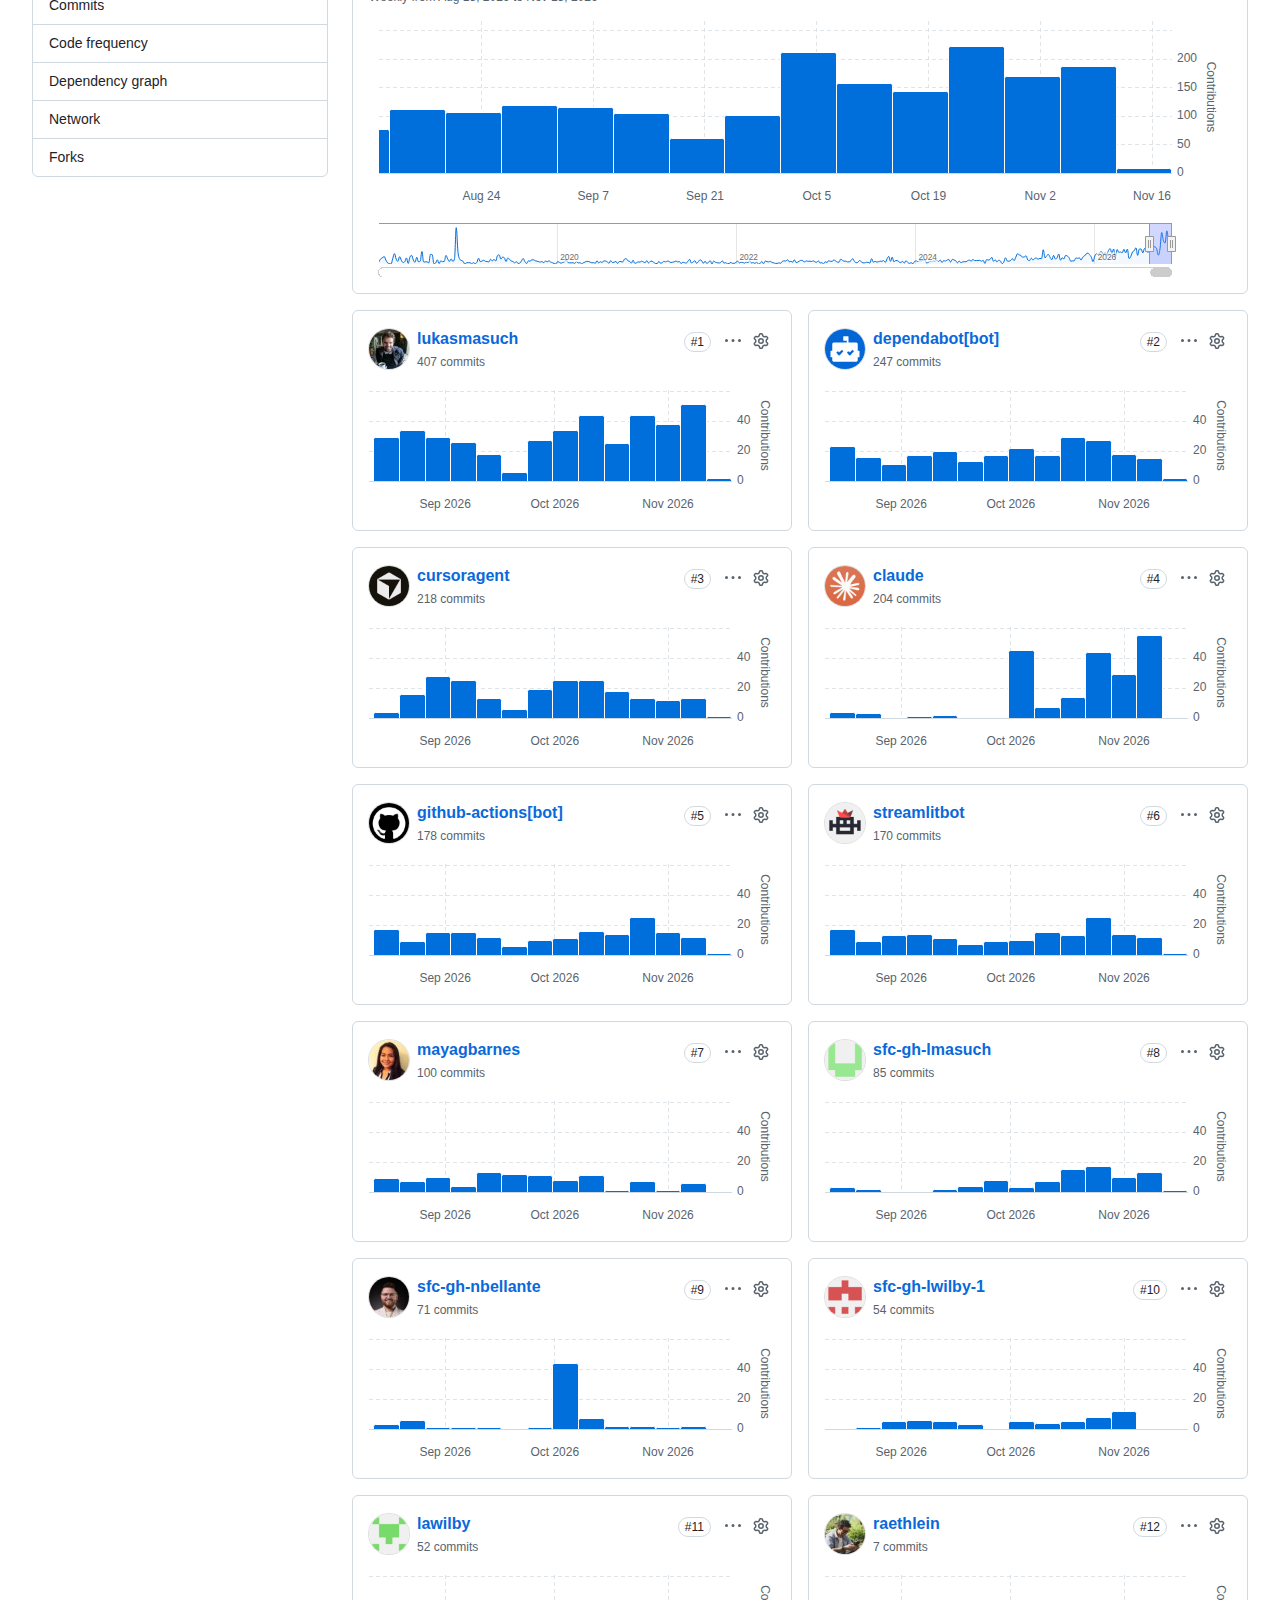 Commits
Code frequency
Dependency graph
Network
Forks
200
150
100
50
0
Contributions
Aug 24
Sep 7
Sep 21
Oct 5
Oct 19
Nov 2
Nov 16
2020
2022
2024
2026
lukasmasuch
407 commits
#1
40
20
0
Contributions
Sep 2026
Oct 2026
Nov 2026
dependabot[bot]
247 commits
#2
40
20
0
Contributions
Sep 2026
Oct 2026
Nov 2026
cursoragent
218 commits
#3
40
20
0
Contributions
Sep 2026
Oct 2026
Nov 2026
claude
204 commits
#4
40
20
0
Contributions
Sep 2026
Oct 2026
Nov 2026
github-actions[bot]
178 commits
#5
40
20
0
Contributions
Sep 2026
Oct 2026
Nov 2026
streamlitbot
170 commits
#6
40
20
0
Contributions
Sep 2026
Oct 2026
Nov 2026
mayagbarnes
100 commits
#7
40
20
0
Contributions
Sep 2026
Oct 2026
Nov 2026
sfc-gh-lmasuch
85 commits
#8
40
20
0
Contributions
Sep 2026
Oct 2026
Nov 2026
sfc-gh-nbellante
71 commits
#9
40
20
0
Contributions
Sep 2026
Oct 2026
Nov 2026
sfc-gh-lwilby-1
54 commits
#10
40
20
0
Contributions
Sep 2026
Oct 2026
Nov 2026
lawilby
52 commits
#11
Co
raethlein
7 commits
#12
Co